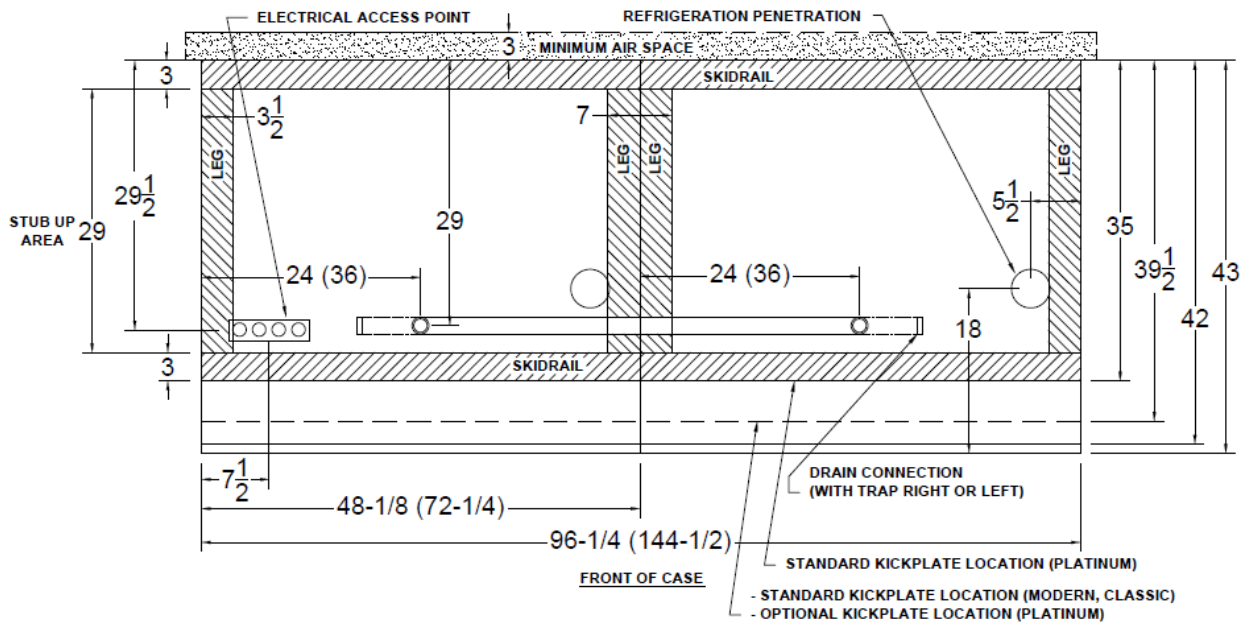 ELECTRICAL ACCESS POINT
REFRIGERATION PENETRATION
3
MINIMUM AIR SPACE
3
SKIDRAIL
3 1/2
7
LEG
LEG
LEG
LEG
29 1/2
5 1/2
STUB UP
AREA
29
29
35
39 1/2
43
42
24 (36)
24 (36)
18
3
SKIDRAIL
7 1/2
DRAIN CONNECTION
(WITH TRAP RIGHT OR LEFT)
48-1/8 (72-1/4)
96-1/4 (144-1/2)
STANDARD KICKPLATE LOCATION (PLATINUM)
FRONT OF CASE
- STANDARD KICKPLATE LOCATION (MODERN, CLASSIC)
- OPTIONAL KICKPLATE LOCATION (PLATINUM)